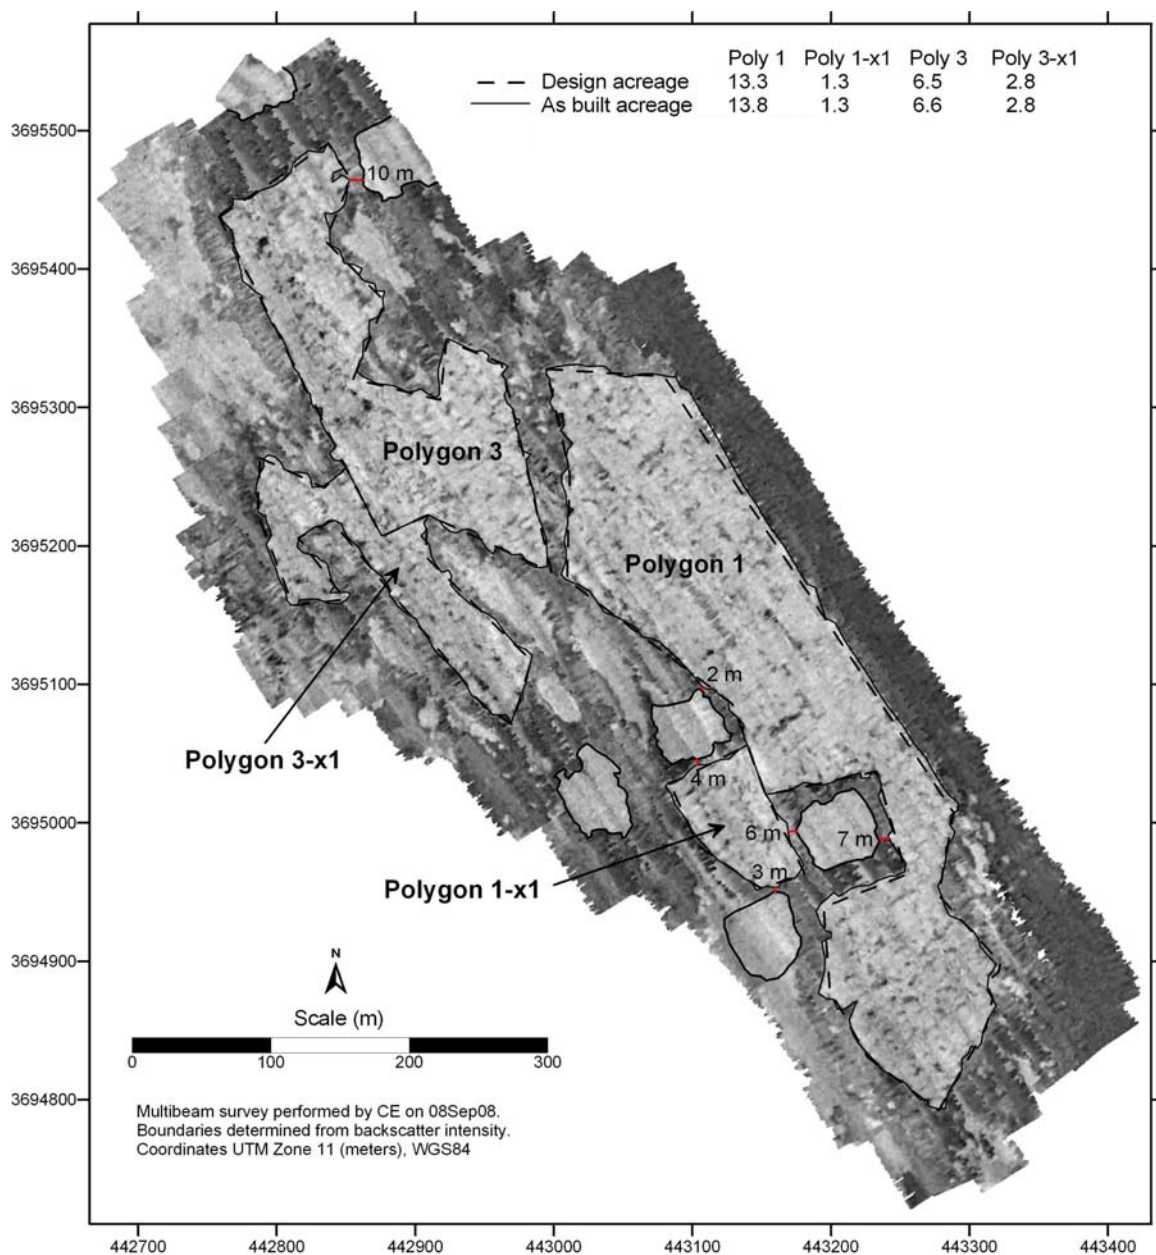 Poly 1 Poly 1-x1 Poly 3 Poly 3-x1
Design acreage 13.3 1.3 6.5 2.8
As built acreage 13.8 1.3 6.6 2.8
3695500
10 m
3695400
3695300
Polygon 3
3695200
Polygon 1
3695100
2 m
Polygon 3-x1
4 m
3695000
6 m
7 m
3 m
Polygon 1-x1
3694900
N
Scale (m)
0 100 200 300
3694800
Multibeam survey performed by CE on 08Sep08.
Boundaries determined from backscatter intensity.
Coordinates UTM Zone 11 (meters), WGS84
442700 442800 442900 443000 443100 443200 443300 443400